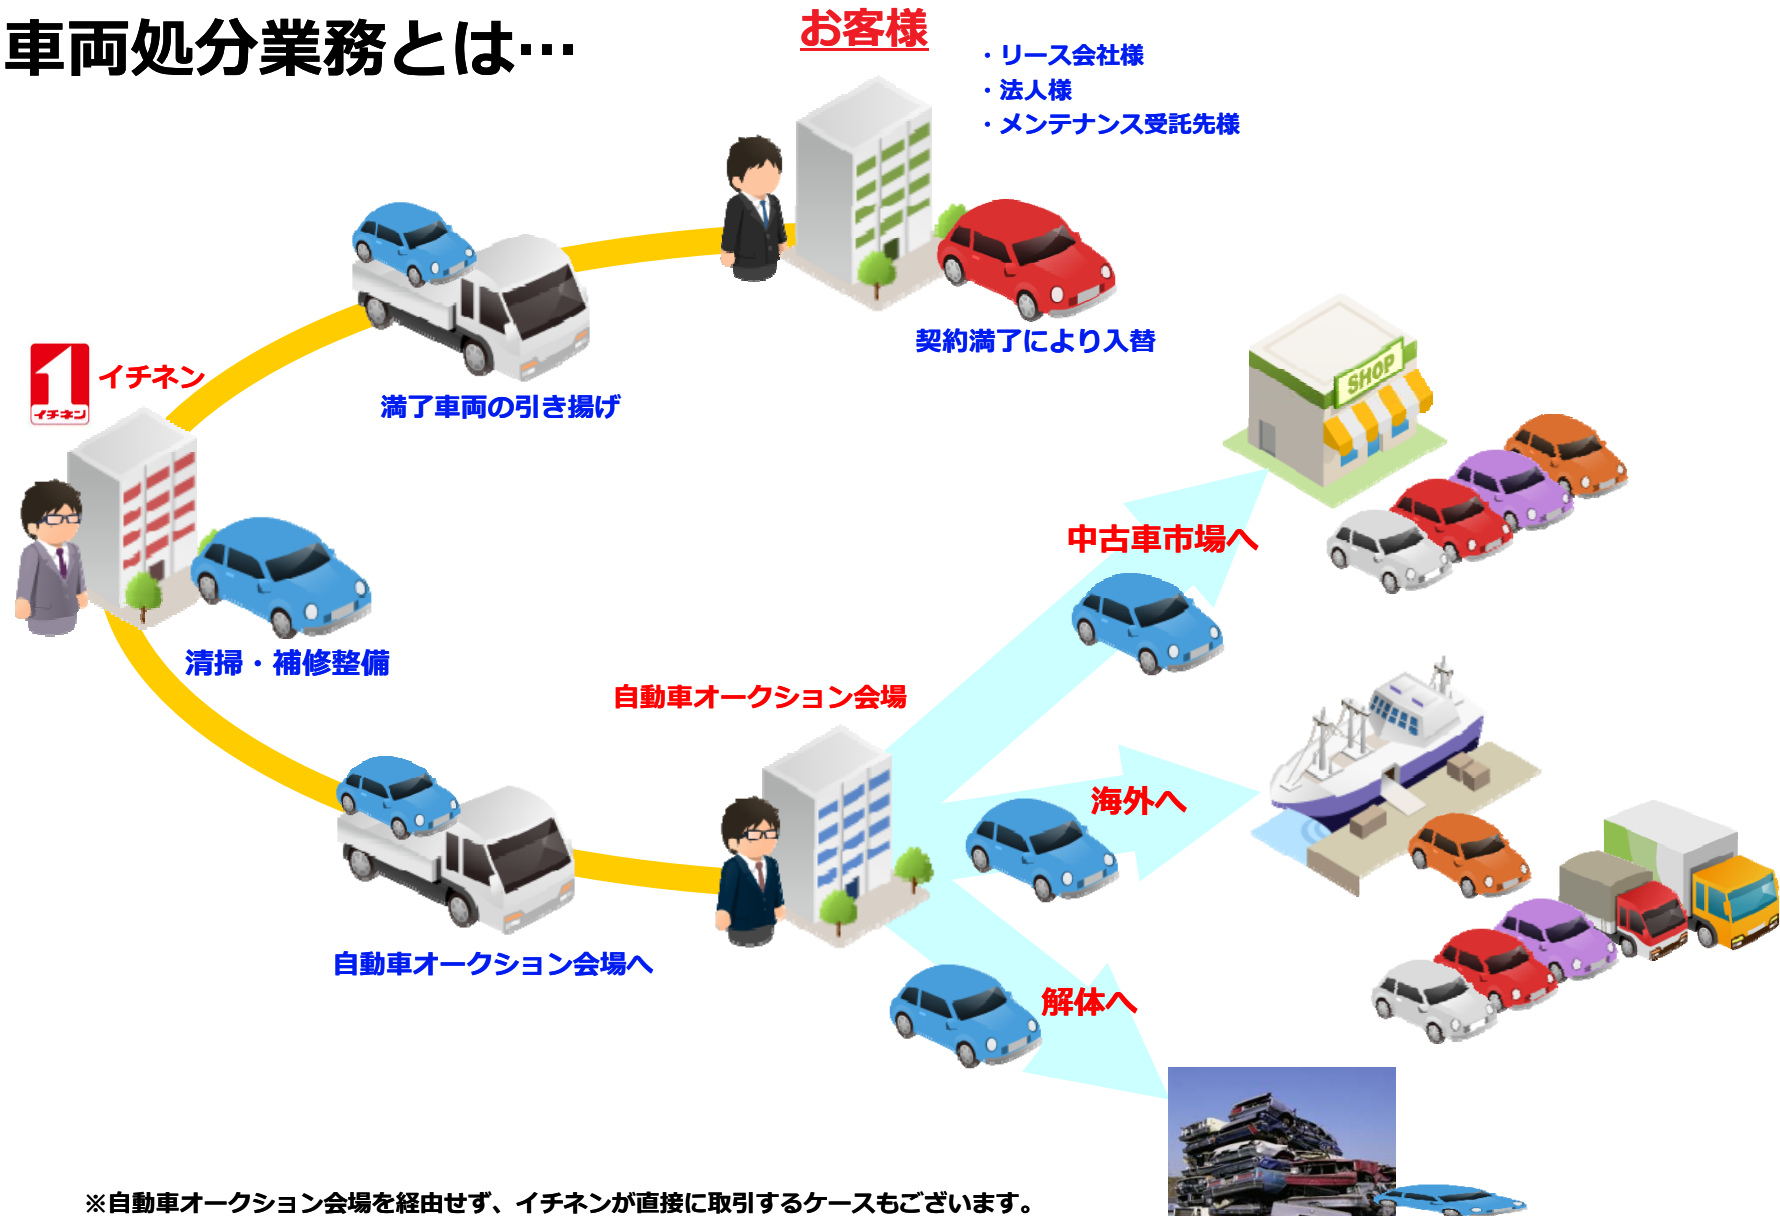 車両処分業務とは…
お客様
・リース会社様
・法人様
・メンテナンス受託先様
契約満了により入替
満了車両の引き揚げ
イチネン
イチネン
清掃・補修整備
SHOP
中古車市場へ
自動車オークション会場
海外へ
自動車オークション会場へ
解体へ
※自動車オークション会場を経由せず、イチネンが直接に取引するケースもございます。